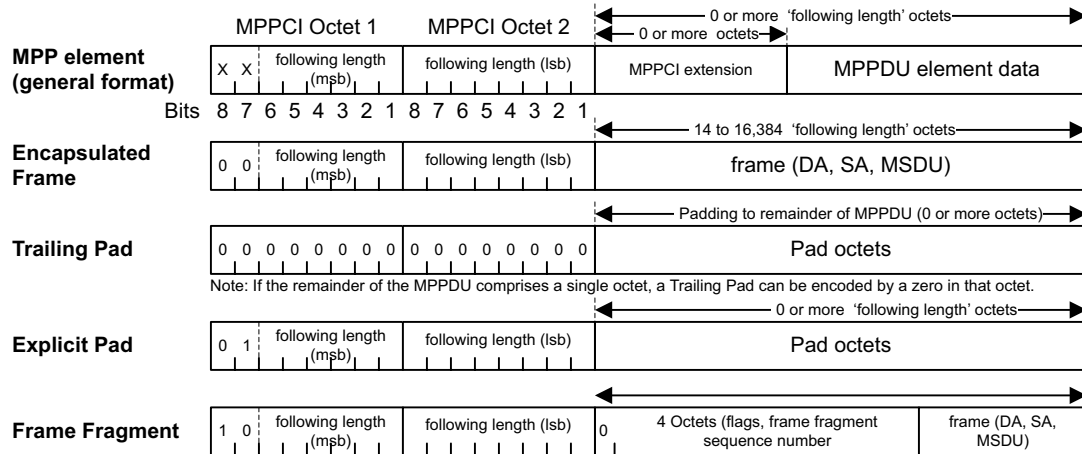 0 or more 'following length' octets
MPPCI Octet 1 MPPCI Octet 2
0 or more octets
MPP element
(general format)
X X following length
(msb) following length (lsb) MPPCI extension MPPDU element data
Bits 8 7 6 5 4 3 2 1 8 7 6 5 4 3 2 1
14 to 16,384 'following length' octets
Encapsulated
Frame
0 0 following length
(msb) following length (lsb) frame (DA, SA, MSDU)
Padding to remainder of MPPDU (0 or more octets)
Trailing Pad 0 0 0 0 0 0 0 0 0 0 0 0 0 0 0 0 Pad octets
Note: If the remainder of the MPPDU comprises a single octet, a Trailing Pad can be encoded by a zero in that octet.
0 or more 'following length' octets
Explicit Pad 0 1 following length
(msb) following length (lsb) Pad octets
Frame Fragment 1 0 following length
(msb) following length (lsb) 0 4 Octets (flags, frame fragment
sequence number
frame (DA, SA,
MSDU)